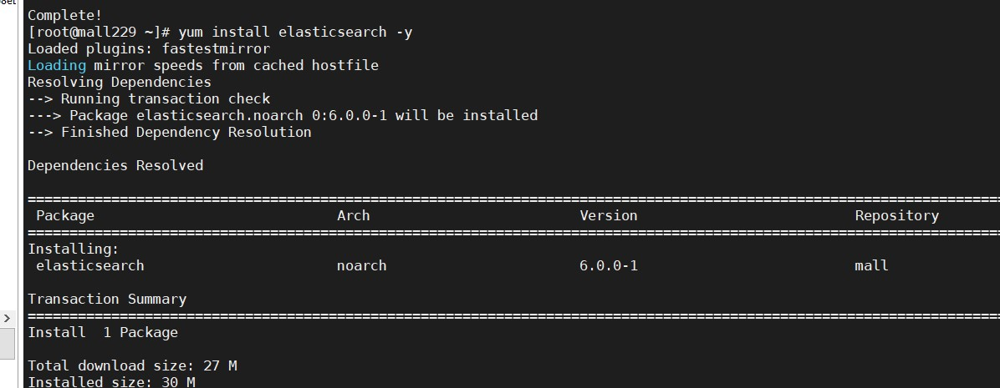 Complete!
[root@mall229 ~]# yum install elasticsearch -y
Loaded plugins: fastestmirror
Loading mirror speeds from cached hostfile
Resolving Dependencies
--> Running transaction check
---> Package elasticsearch.noarch 0:6.0.0-1 will be installed
--> Finished Dependency Resolution
Dependencies Resolved
Package Arch Version Repository
Installing:
elasticsearch noarch 6.0.0-1 mall
Transaction Summary
Install  1 Package
Total download size: 27 M
Installed size: 30 M